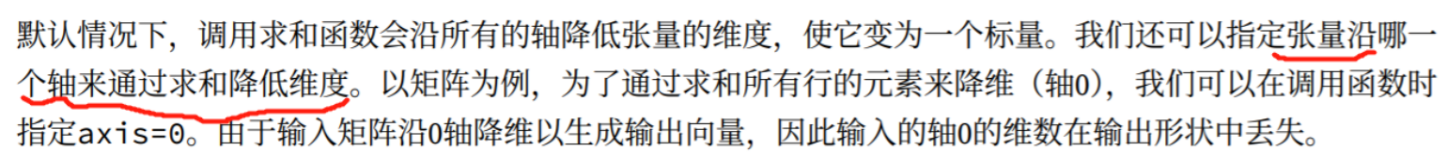 默认情况下，调用求和函数会沿所有的轴降低张量的维度，使它变为一个标量。我们还可以指定张量沿哪一
个轴来通过求和降低维度。以矩阵为例，为了通过求和所有行的元素来降维（轴0），我们可以在调用函数时
指定axis=0。由于输入矩阵沿0轴降维以生成输出向量，因此输入的轴0的维数在输出形状中丢失。